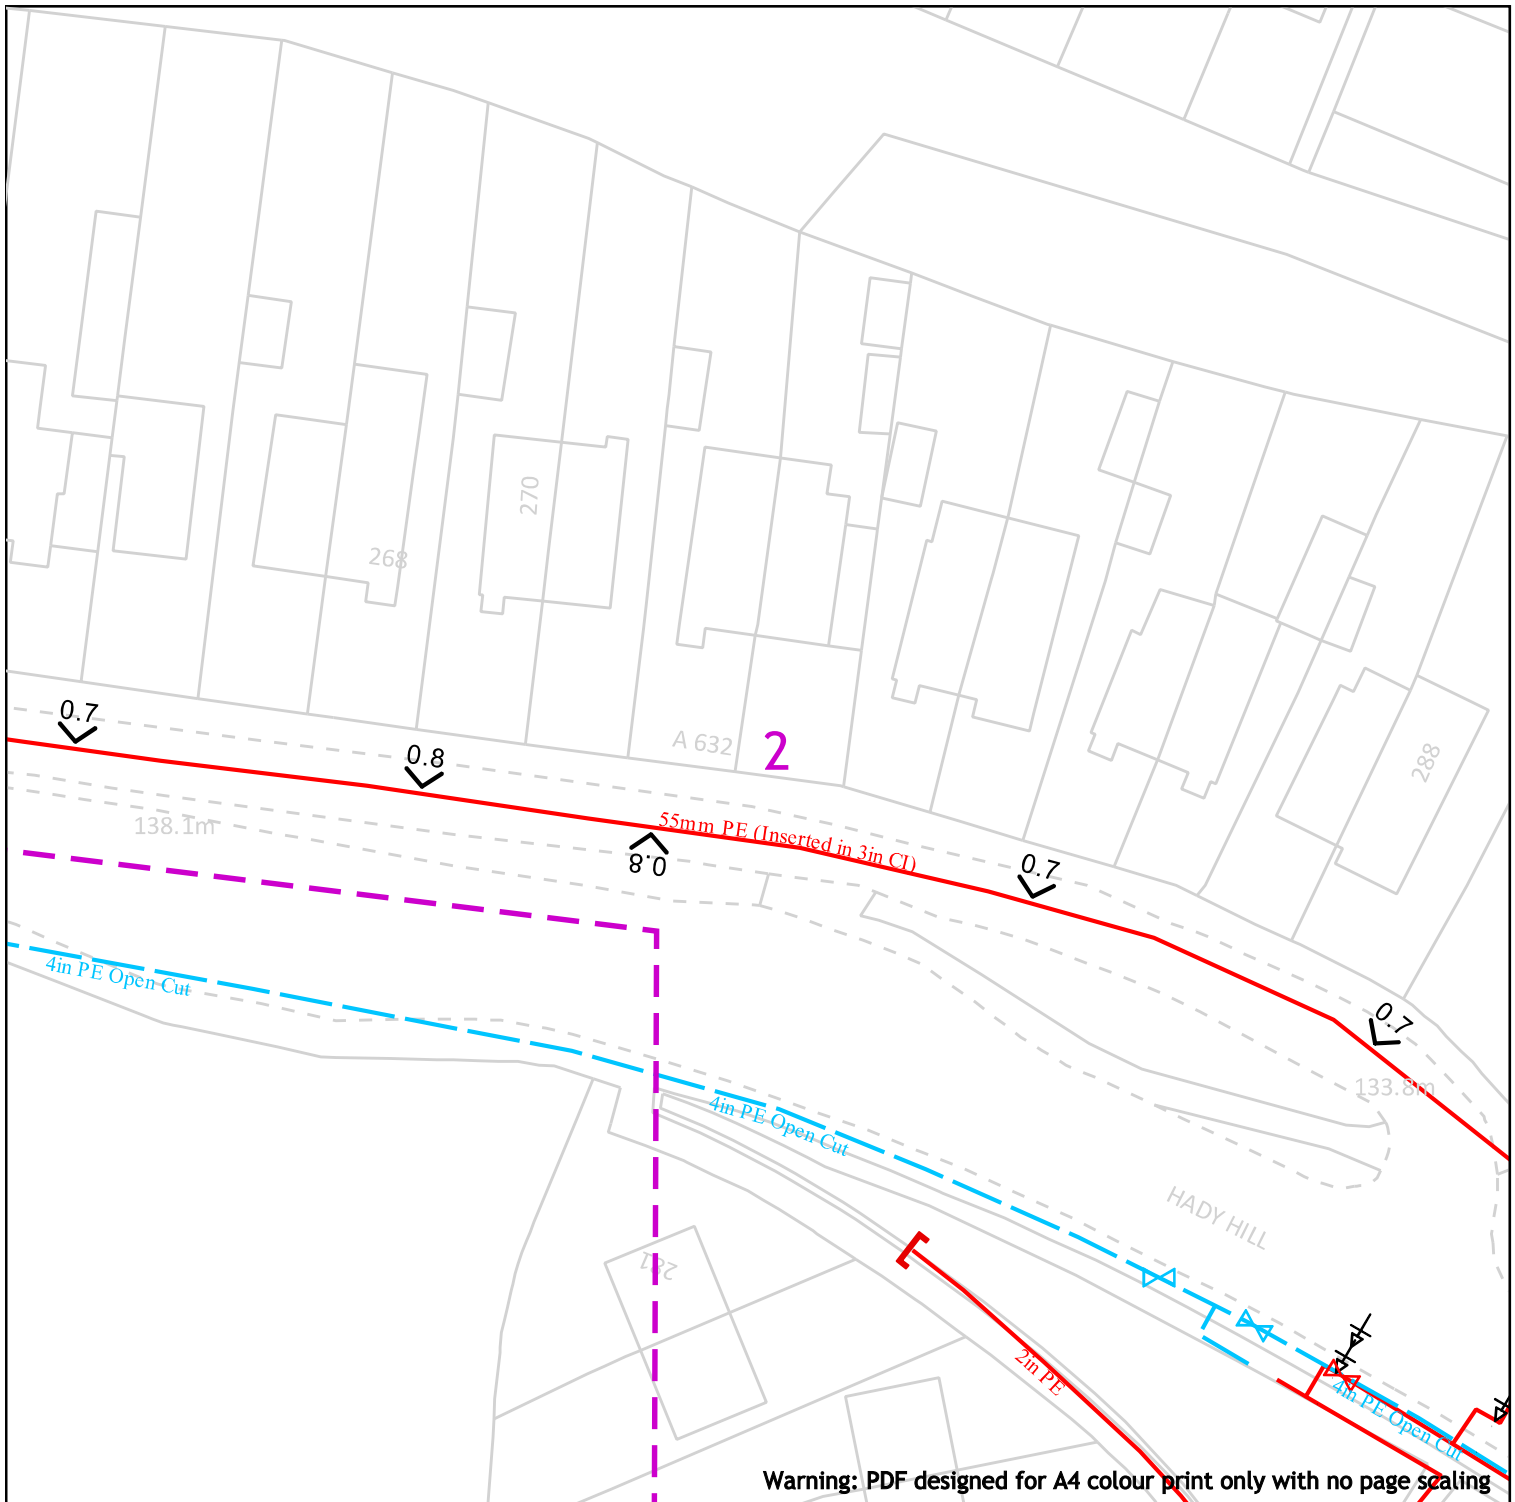 270
268
0.7
A 632
2
0.8
288
138.1m
55mm PE (Inserted in 3in CI)
0.8
0.7
4in PE Open Cut
0.7
133.8m
4in PE Open Cut
HADY HILL
281
2in PE
4in PE Open Cut
Warning: PDF designed for A4 colour print only with no page scaling